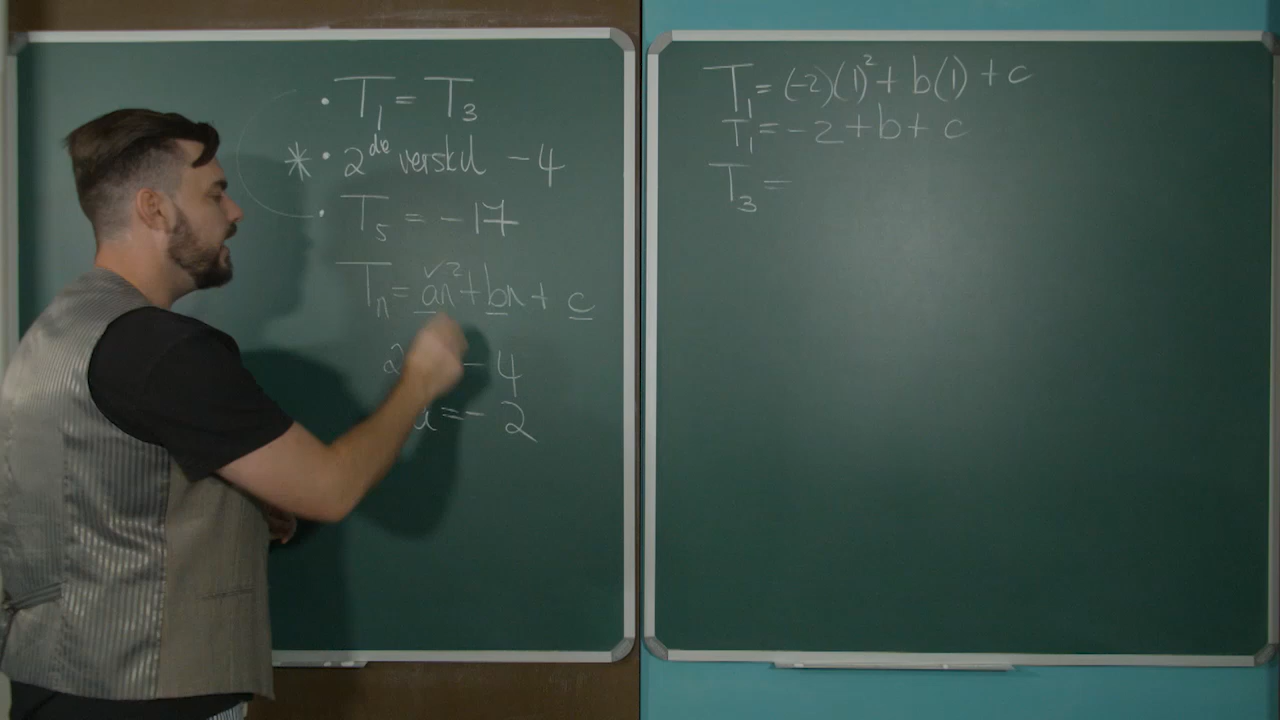 • T₁ = T₃
* • 2ᵈᵉ verskil -4
• T₅ = -17
Tₙ = an² + bn + c
2 - 4
a = - 2
T₁ = (-2)(1)² + b(1) + c
T₁ = -2 + b + c
T₃ =